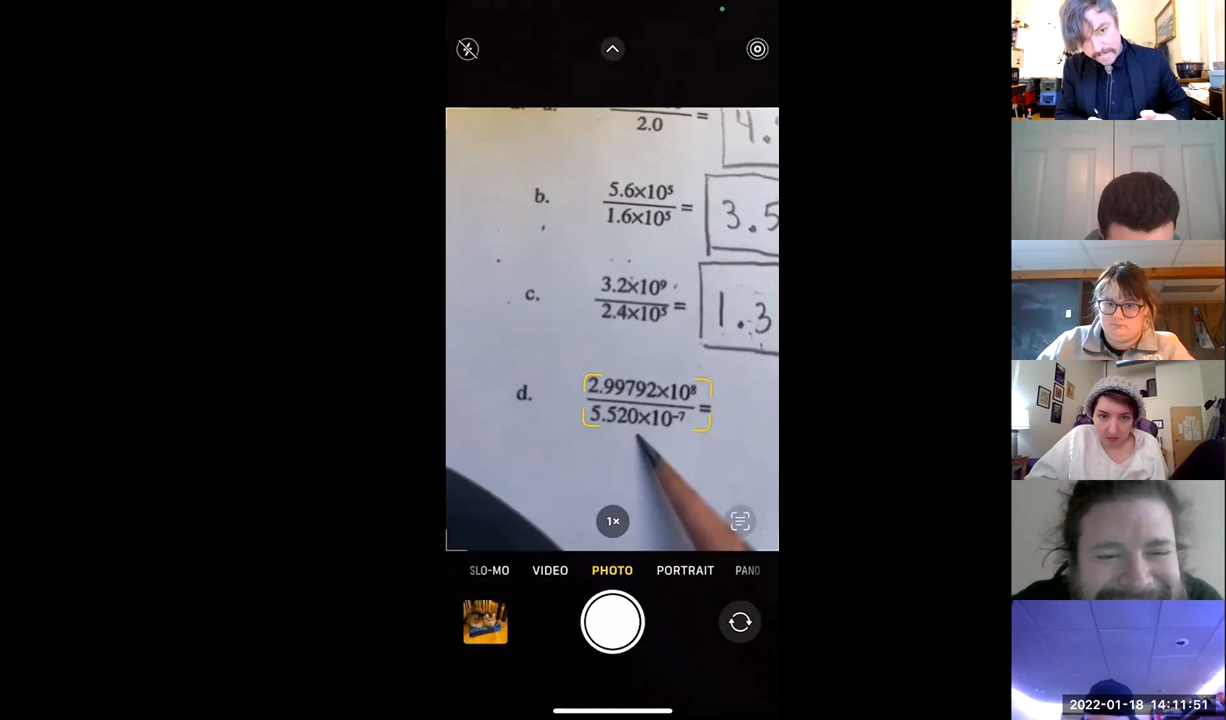 2.0 =
4.
b. 5.6×10⁵ / 1.6×10⁵ = 3.5
c. 3.2×10⁹ / 2.4×10⁵ = 1.3
d. 2.99792×10⁸ / 5.520×10⁻⁷ =
1×
SLO-MO VIDEO PHOTO PORTRAIT PANO
2022-01-18 14:11:51